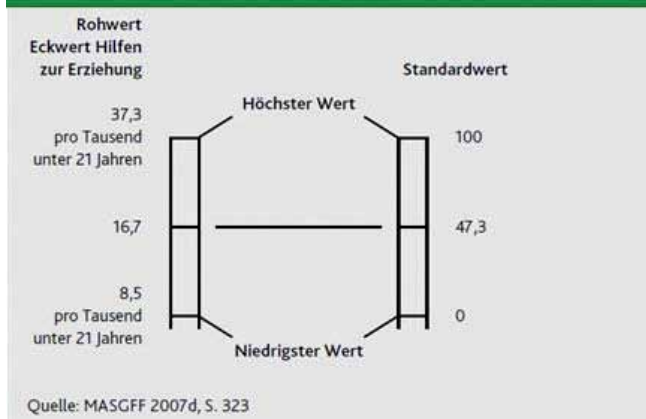 Rohwert
Eckwert Hilfen
zur Erziehung
Standardwert
37,3
pro Tausend
unter 21 Jahren
Höchster Wert
100
16,7
47,3
8,5
pro Tausend
unter 21 Jahren
0
Niedrigster Wert
Quelle: MASGFF 2007d, S. 323